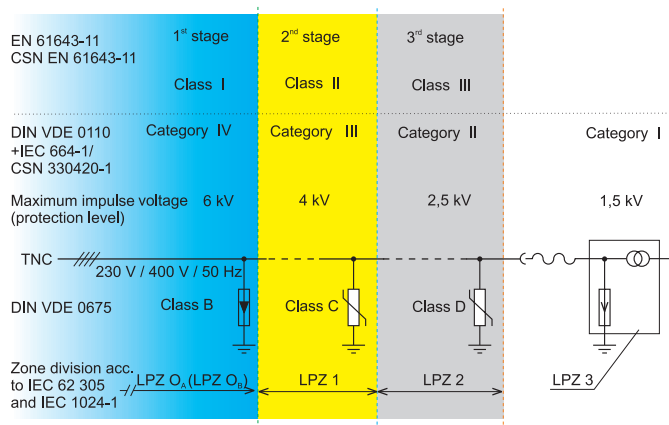 EN 61643-11
CSN EN 61643-11
1st stage
2nd stage
3rd stage
Class I
Class II
Class III
DIN VDE 0110
+IEC 664-1/
CSN 330420-1
Category IV
Category III
Category II
Category I
Maximum impulse voltage
(protection level)
6 kV
4 kV
2,5 kV
1,5 kV
TNC
230 V / 400 V / 50 Hz
DIN VDE 0675
Class B
Class C
Class D
Zone division acc.
to IEC 62 305
and IEC 1024-1
LPZ OA (LPZ OB)
LPZ 1
LPZ 2
LPZ 3